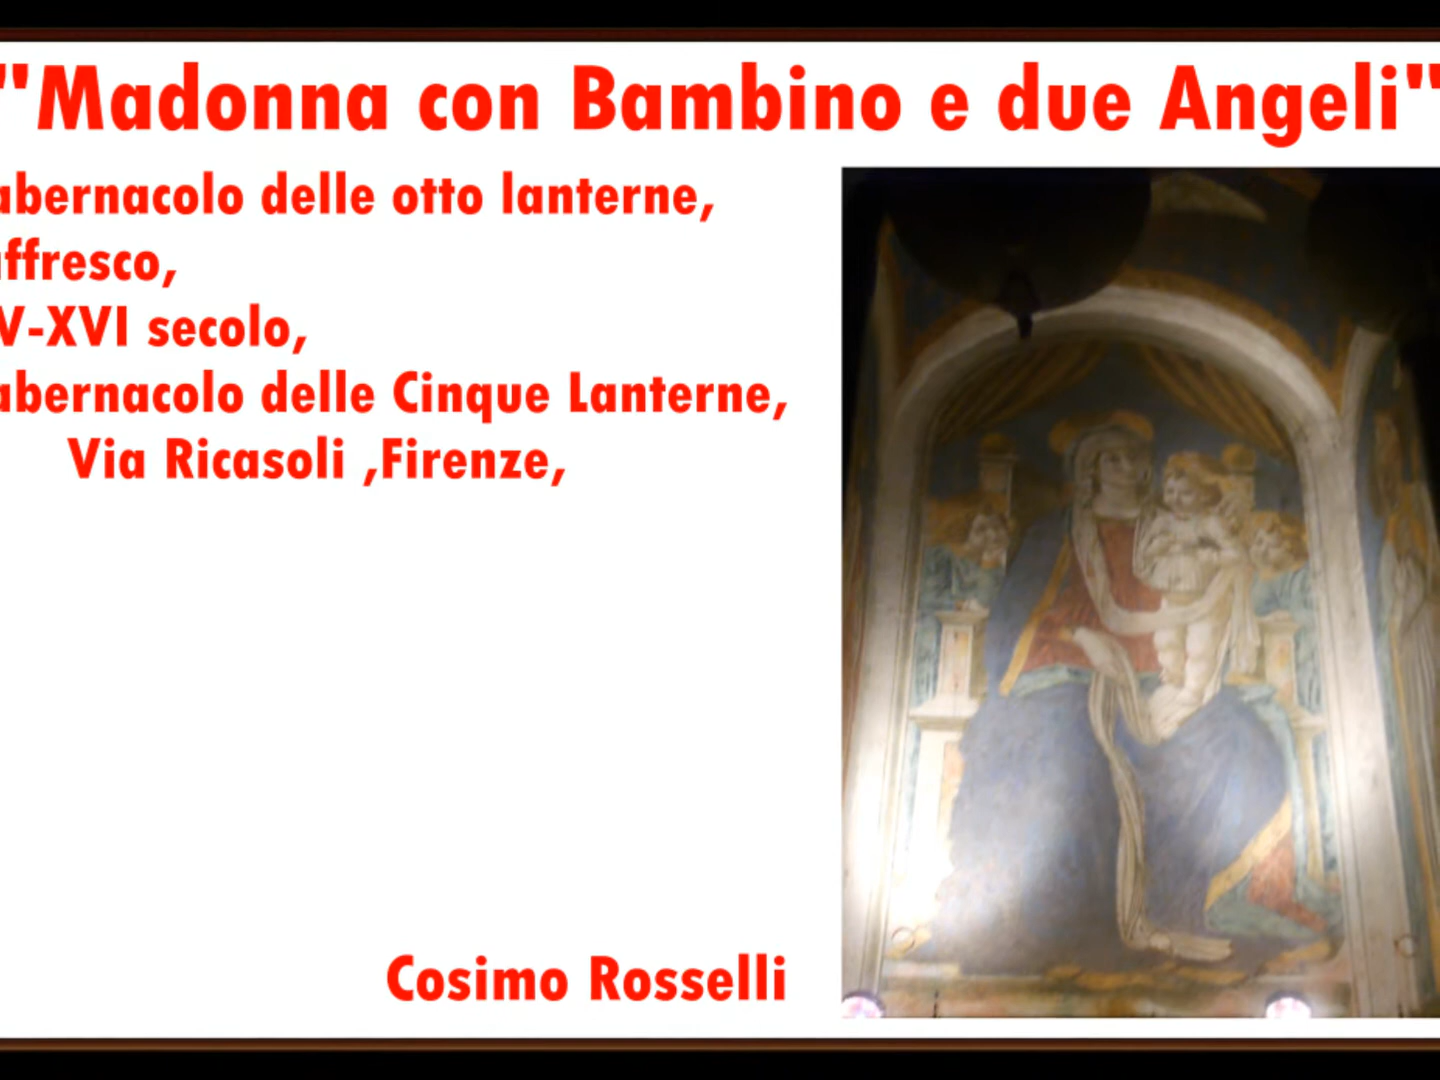 "Madonna con Bambino e due Angeli"
abernacolo delle otto lanterne,
ffresco,
V-XVI secolo,
abernacolo delle Cinque Lanterne,
Via Ricasoli ,Firenze,
Cosimo Rosselli